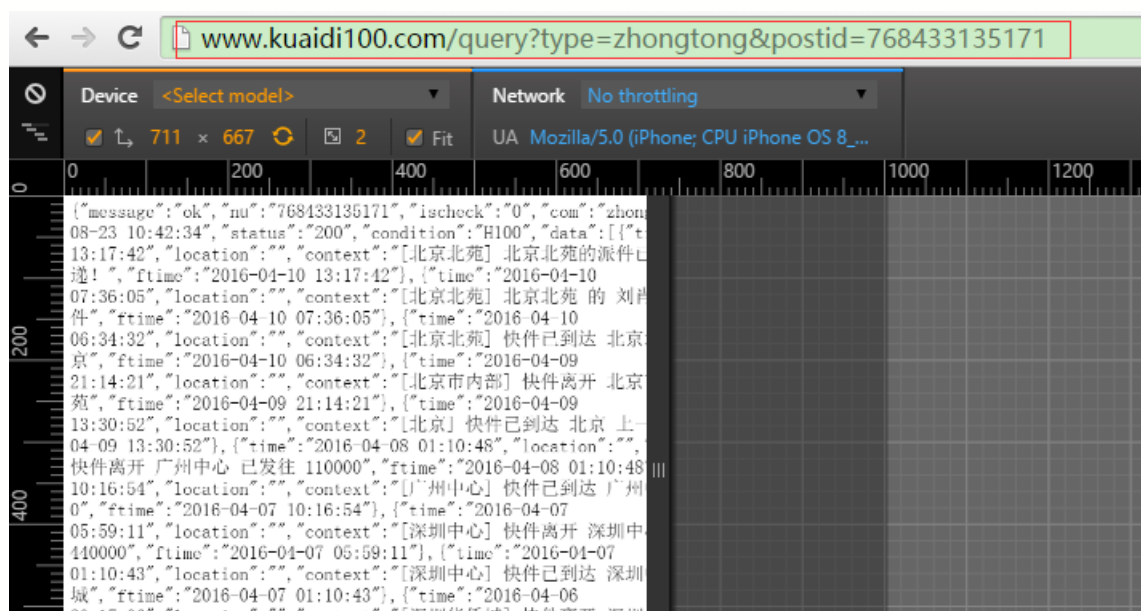 www.kuaidi100.com/query?type=zhongtong&postid=768433135171
Device <Select model> Network No throttling
711 × 667 2 Fit UA Mozilla/5.0 (iPhone; CPU iPhone OS 8_...
0 200 400 600 800 1000 1200
0
200
400
{"message":"ok","nu":"768433135171","ischeck":"0","com":"zhong
08-23 10:42:34","status":"200","condition":"H100","data":[{"t
13:17:42","location":"","context":"[北京北苑] 北京北苑的派件已
递! ","ftime":"2016-04-10 13:17:42"},{"time":"2016-04-10
07:36:05","location":"","context":"[北京北苑] 北京北苑 的 刘
件","ftime":"2016-04-10 07:36:05"},{"time":"2016-04-10
06:34:32","location":"","context":"[北京北苑] 快件已到达 北京
京","ftime":"2016-04-10 06:34:32"},{"time":"2016-04-09
21:14:21","location":"","context":"[北京市内部] 快件离开 北京
苑","ftime":"2016-04-09 21:14:21"},{"time":"2016-04-09
13:30:52","location":"","context":"[北京] 快件已到达 北京 上一
04-09 13:30:52"},{"time":"2016-04-08 01:10:48","location":"",
快件离开 广州中心 已发往 110000","ftime":"2016-04-08 01:10:48
10:16:54","location":"","context":"[广州中心] 快件已到达 广州
0","ftime":"2016-04-07 10:16:54"},{"time":"2016-04-07
05:59:11","location":"","context":"[深圳中心] 快件离开 深圳中
440000","ftime":"2016-04-07 05:59:11"},{"time":"2016-04-07
01:10:43","location":"","context":"[深圳中心] 快件已到达 深圳
城","ftime":"2016-04-07 01:10:43"},{"time":"2016-04-06